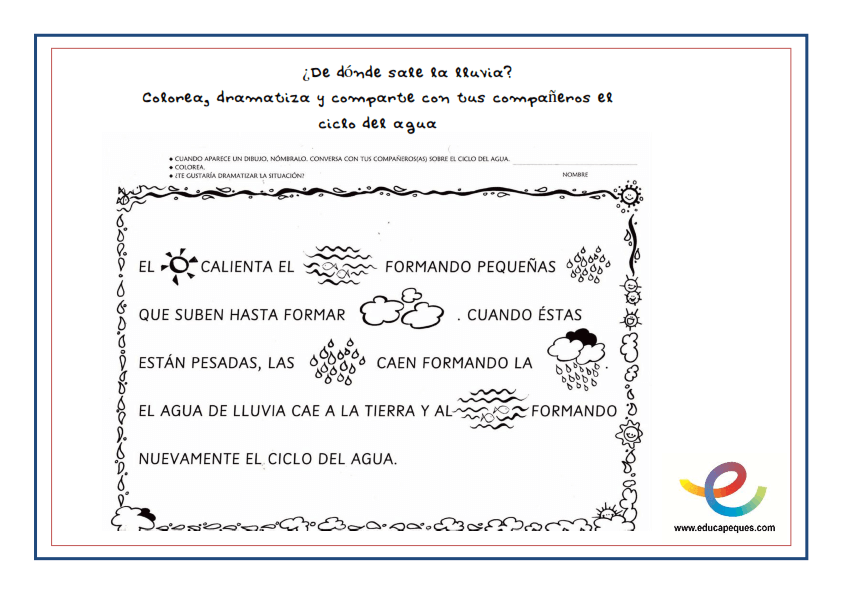 ¿De dónde sale la lluvia?
Colorea, dramatiza y comparte con tus compañeros el
ciclo del agua
● CUANDO APARECE UN DIBUJO, NÓMBRALO. CONVERSA CON TUS COMPAÑEROS(AS) SOBRE EL CICLO DEL AGUA.
● COLOREA.
● ¿TE GUSTARÍA DRAMATIZAR LA SITUACIÓN?
NOMBRE
EL CALIENTA EL FORMANDO PEQUEÑAS
QUE SUBEN HASTA FORMAR . CUANDO ÉSTAS
ESTÁN PESADAS, LAS CAEN FORMANDO LA .
EL AGUA DE LLUVIA CAE A LA TIERRA Y AL FORMANDO
NUEVAMENTE EL CICLO DEL AGUA.
www.educapeques.com